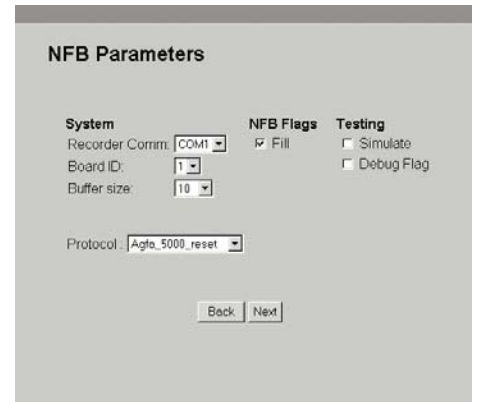 NFB Parameters
System NFB Flags Testing
Recorder Comm: COM1 Fill Simulate
Board ID: 1 Debug Flag
Buffer size: 10
Protocol : Agfa_5000_reset
Back Next